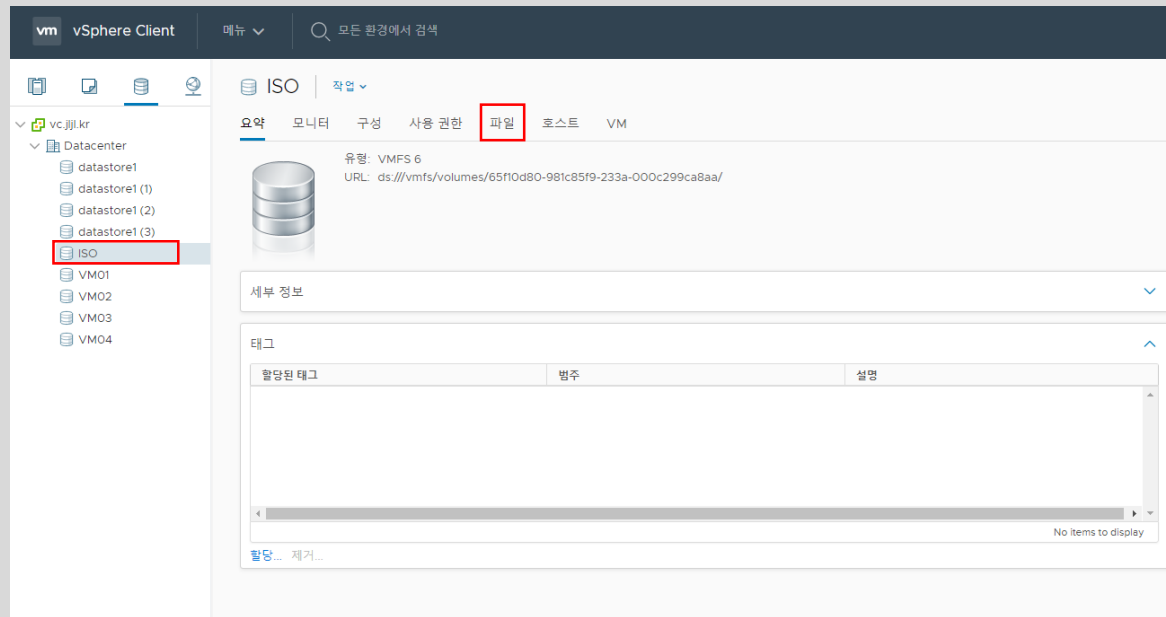 vm vSphere Client 메뉴 모든 환경에서 검색
vc.jljl.kr
Datacenter
datastore1
datastore1 (1)
datastore1 (2)
datastore1 (3)
ISO
VM01
VM02
VM03
VM04
ISO 작업
요약 모니터 구성 사용 권한 파일 호스트 VM
유형: VMFS 6
URL: ds:///vmfs/volumes/65f10d80-981c85f9-233a-000c299ca8aa/
세부 정보
태그
할당된 태그 범주 설명
No items to display
할당... 제거...